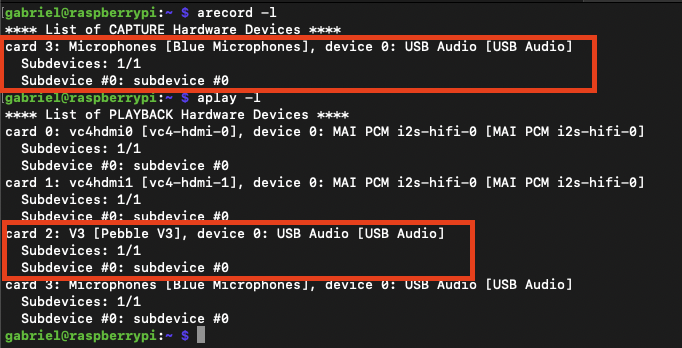 gabriel@raspberrypi:~ $ arecord -l
**** List of CAPTURE Hardware Devices ****
card 3: Microphones [Blue Microphones], device 0: USB Audio [USB Audio]
  Subdevices: 1/1
  Subdevice #0: subdevice #0
gabriel@raspberrypi:~ $ aplay -l
**** List of PLAYBACK Hardware Devices ****
card 0: vc4hdmi0 [vc4-hdmi-0], device 0: MAI PCM i2s-hifi-0 [MAI PCM i2s-hifi-0]
  Subdevices: 1/1
  Subdevice #0: subdevice #0
card 1: vc4hdmi1 [vc4-hdmi-1], device 0: MAI PCM i2s-hifi-0 [MAI PCM i2s-hifi-0]
  Subdevices: 1/1
  Subdevice #0: subdevice #0
card 2: V3 [Pebble V3], device 0: USB Audio [USB Audio]
  Subdevices: 1/1
  Subdevice #0: subdevice #0
card 3: Microphones [Blue Microphones], device 0: USB Audio [USB Audio]
  Subdevices: 1/1
  Subdevice #0: subdevice #0
gabriel@raspberrypi:~ $